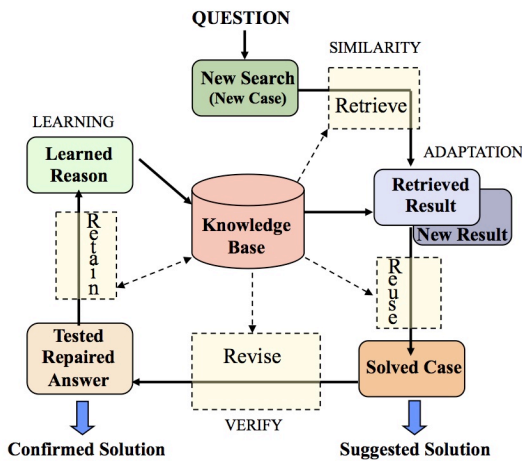 QUESTION
SIMILARITY
New Search
(New Case)
Retrieve
LEARNING
ADAPTATION
Learned
Reason
Retrieved
Result
New Result
Knowledge
Base
Retain
Reuse
Tested
Repaired
Answer
Revise
Solved Case
VERIFY
Confirmed Solution
Suggested Solution